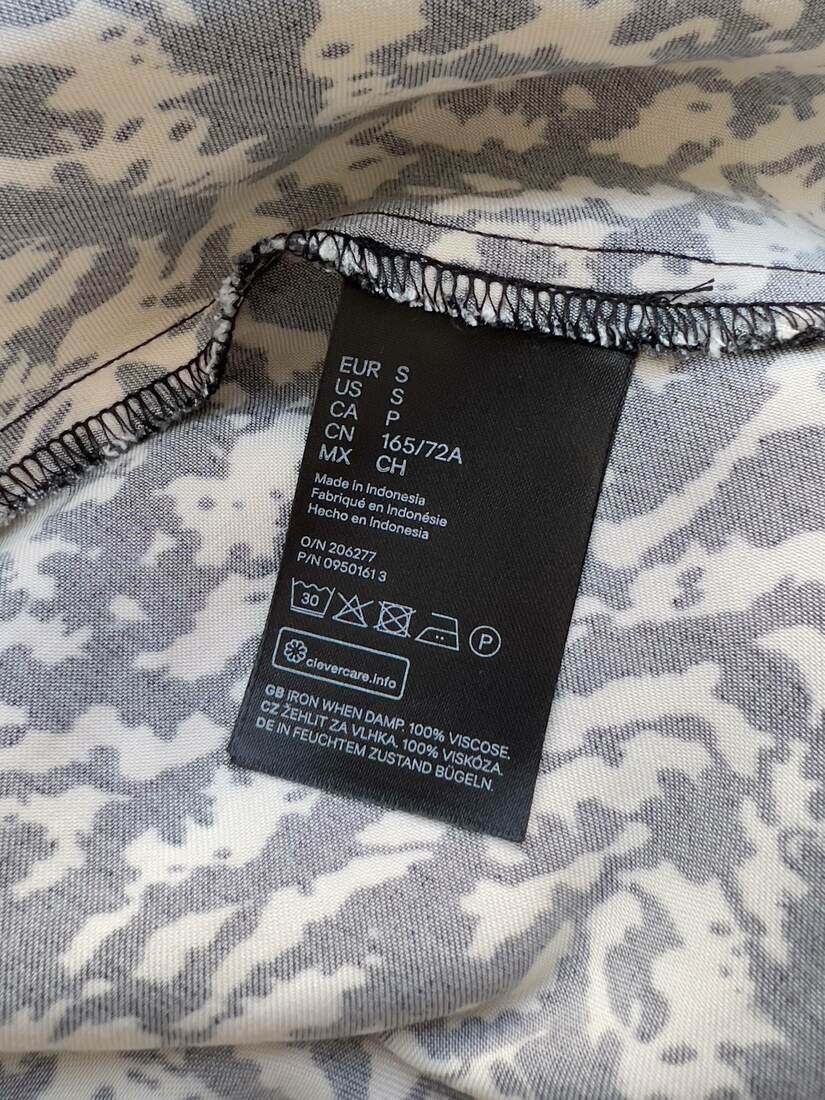 EUR S
US S
CA P
CN 165/72A
MX CH
Made in Indonesia
Fabriqué en Indonésie
Hecho en Indonesia
O/N 206277
P/N 0950161 3
30
P
clevercare.info
GB IRON WHEN DAMP. 100% VISCOSE.
CZ ŽEHLIT ZA VLHKA. 100% VISKÓZA.
DE IN FEUCHTEM ZUSTAND BÜGELN.